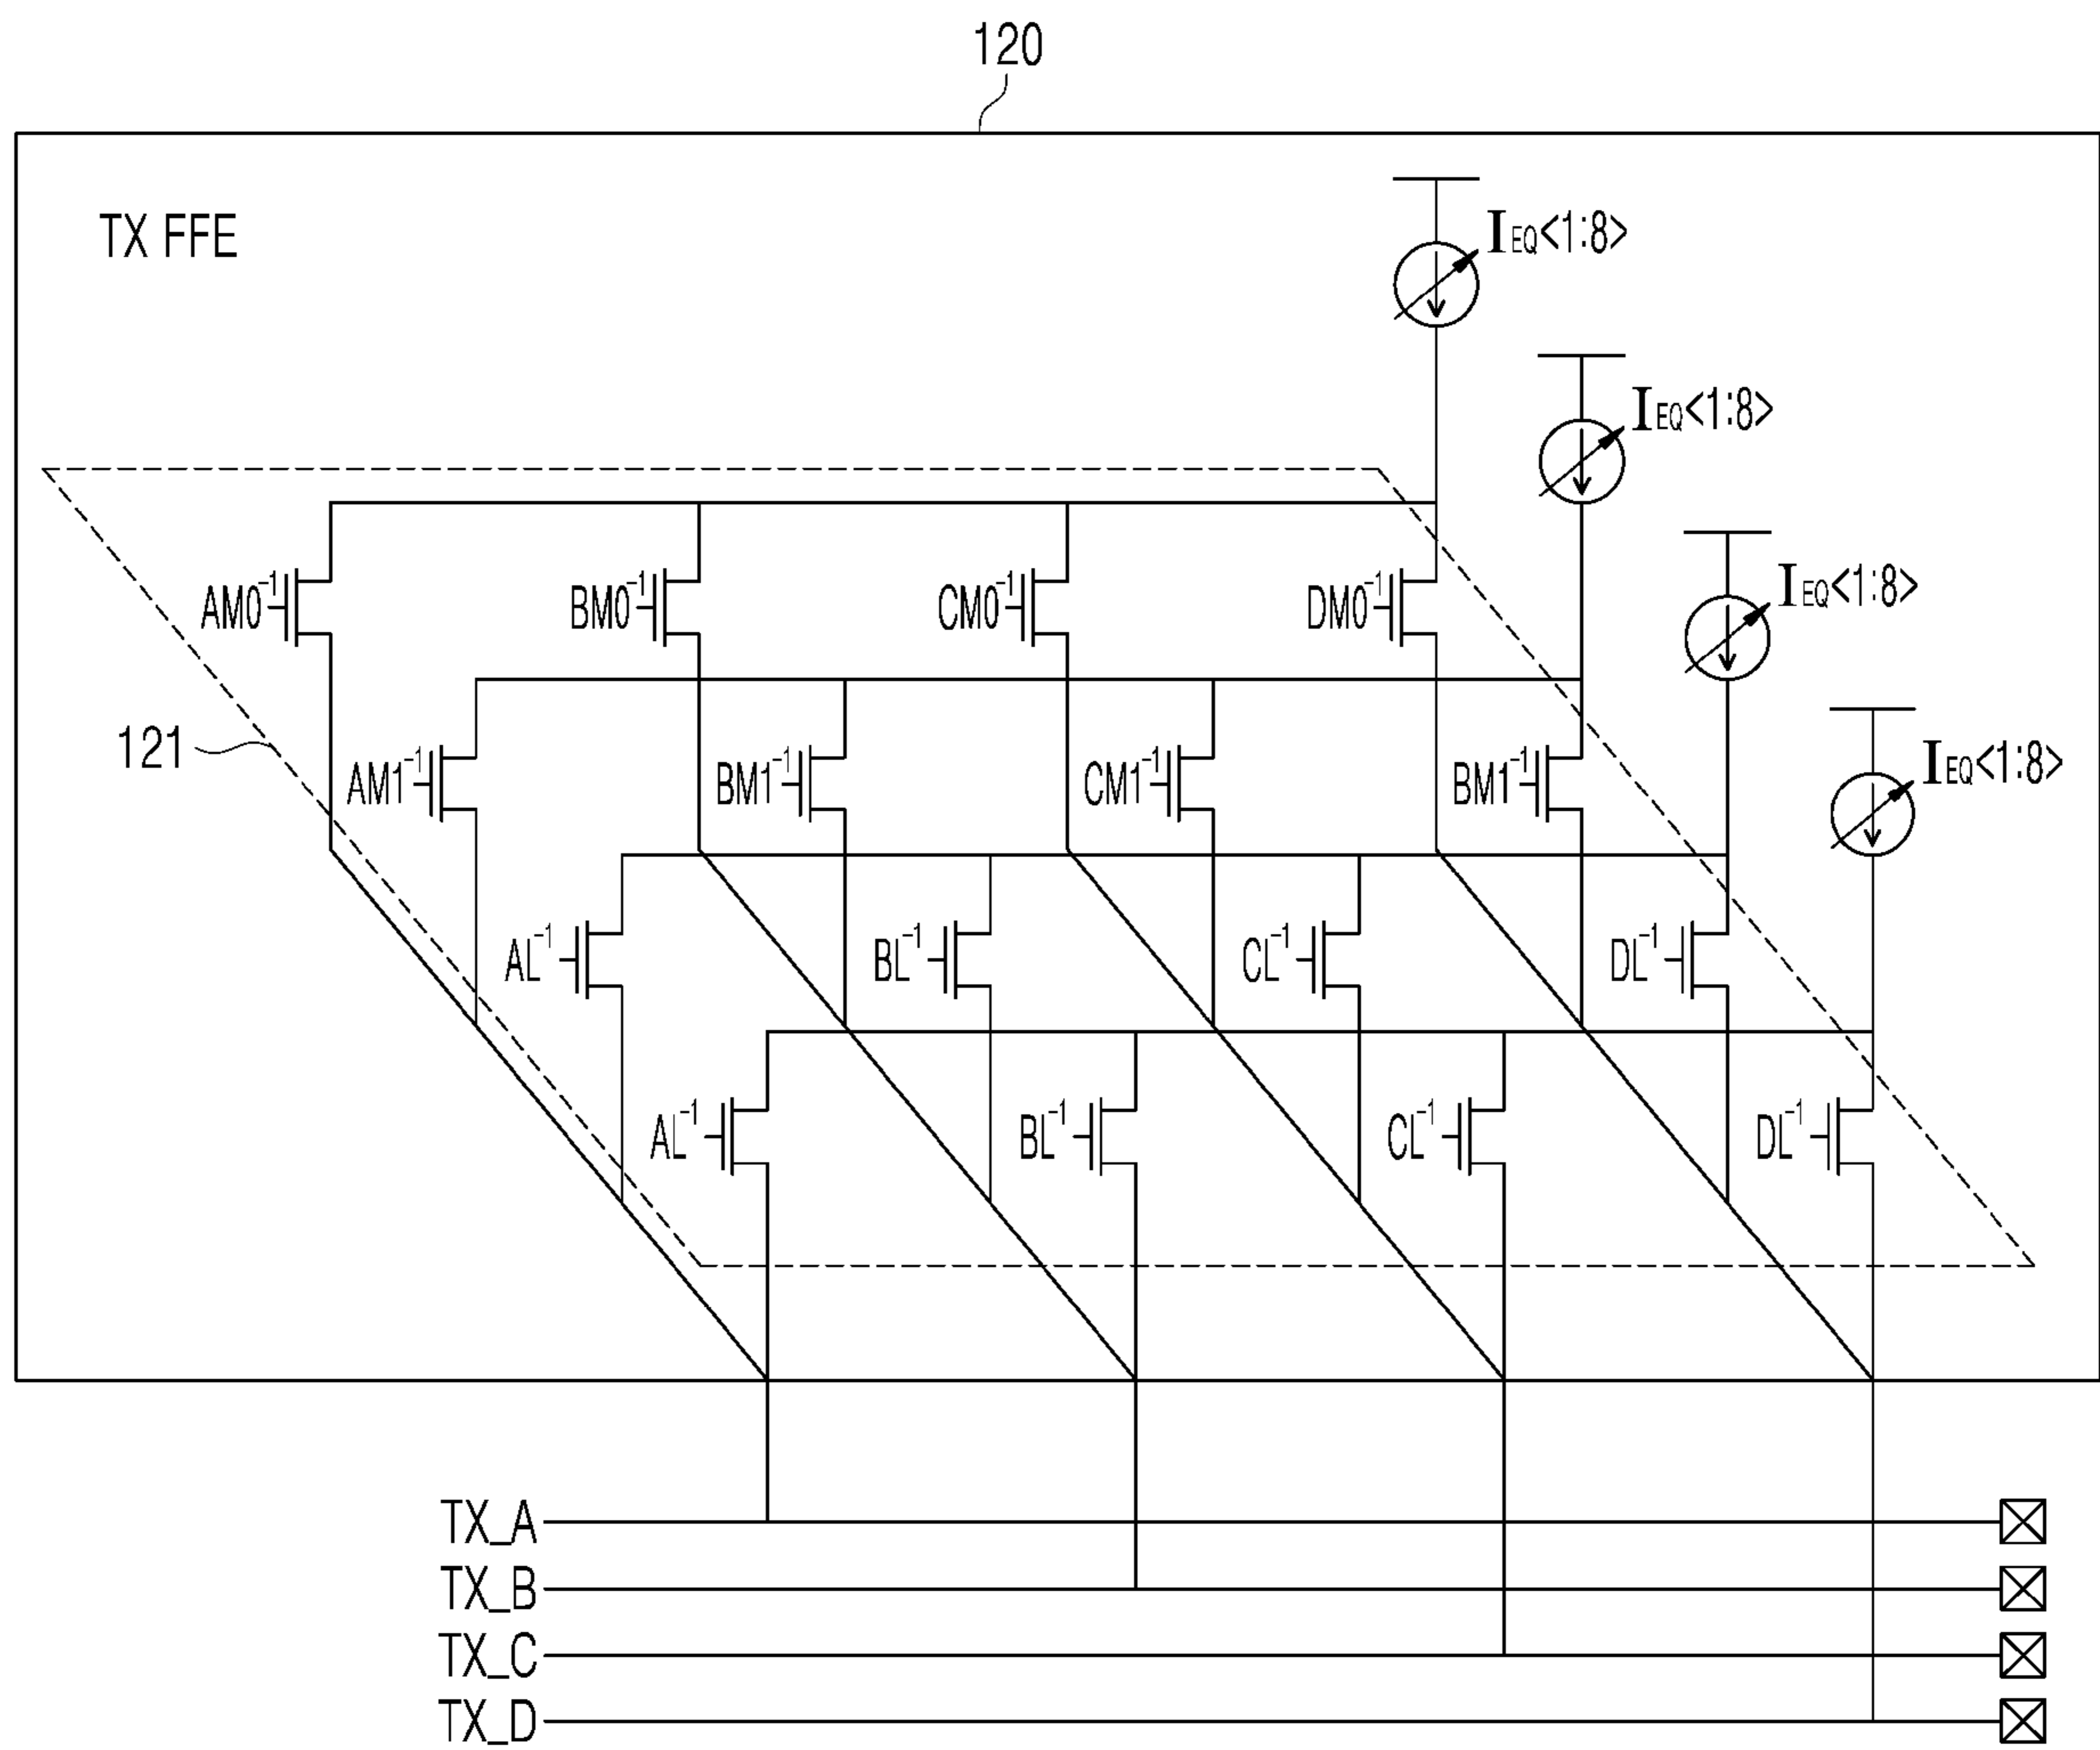 120
TX FFE
IEQ<1:8>
IEQ<1:8>
IEQ<1:8>
IEQ<1:8>
AM0⁻¹ BM0⁻¹ CM0⁻¹ DM0⁻¹
121
AM1⁻¹ BM1⁻¹ CM1⁻¹ BM1⁻¹
AL⁻¹ BL⁻¹ CL⁻¹ DL⁻¹
AL⁻¹ BL⁻¹ CL⁻¹ DL⁻¹
TX_A
TX_B
TX_C
TX_D